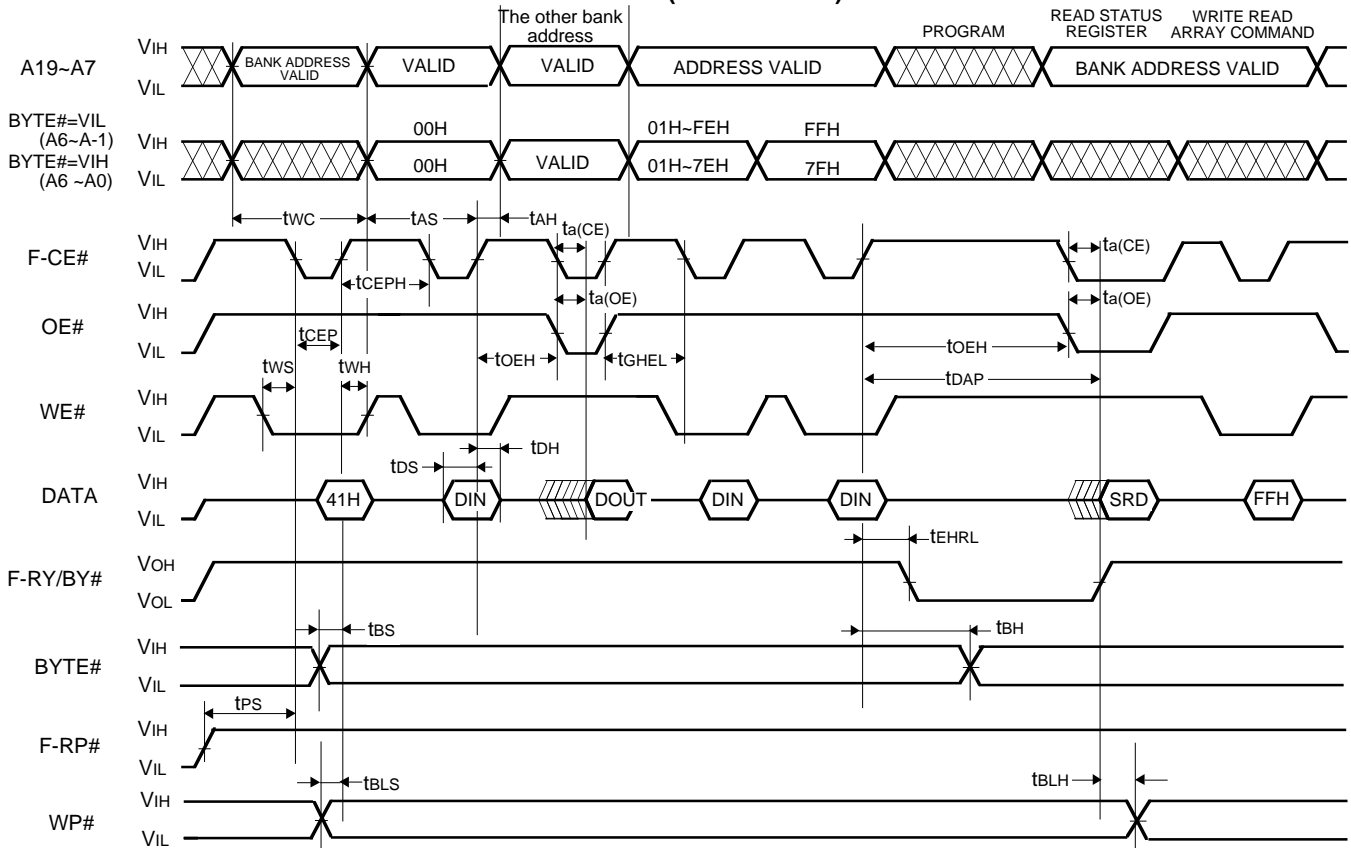 The other bank
address
PROGRAM
READ STATUS
REGISTER
WRITE READ
ARRAY COMMAND
A19~A7
VIH
VIL
BANK ADDRESS
VALID
VALID
VALID
ADDRESS VALID
BANK ADDRESS VALID
BYTE#=VIL
(A6~A-1)
BYTE#=VIH
(A6 ~A0)
VIH
VIL
00H
01H~FEH
FFH
00H
VALID
01H~7EH
7FH
tWC
tAS
tAH
F-CE#
VIH
VIL
ta(CE)
ta(CE)
tCEPH
OE#
VIH
VIL
ta(OE)
ta(OE)
tCEP
tOEH
tGHEL
tOEH
WE#
VIH
VIL
tWS
tWH
tDAP
DATA
VIH
VIL
tDS
tDH
41H
DIN
DOUT
DIN
DIN
SRD
FFH
F-RY/BY#
VOH
VOL
tEHRL
BYTE#
VIH
VIL
tBS
tBH
F-RP#
VIH
VIL
tPS
WP#
VIH
VIL
tBLS
tBLH